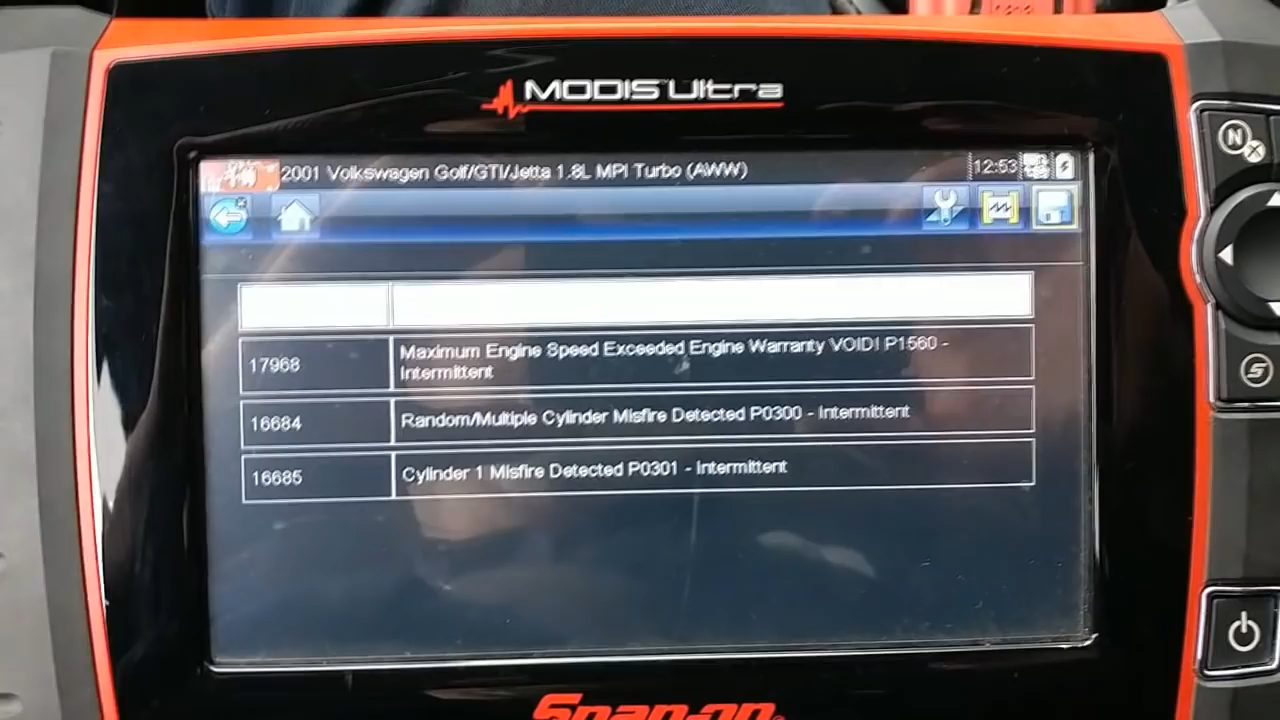 MODIS Ultra
2001 Volkswagen Golf/GTI/Jetta 1.8L MPI Turbo (AWW)
12:53
N
17968
Maximum Engine Speed Exceeded Engine Warranty VOID! P1560 -
Intermittent
16684
Random/Multiple Cylinder Misfire Detected P0300 - Intermittent
S
16685
Cylinder 1 Misfire Detected P0301 - Intermittent
Snap-on